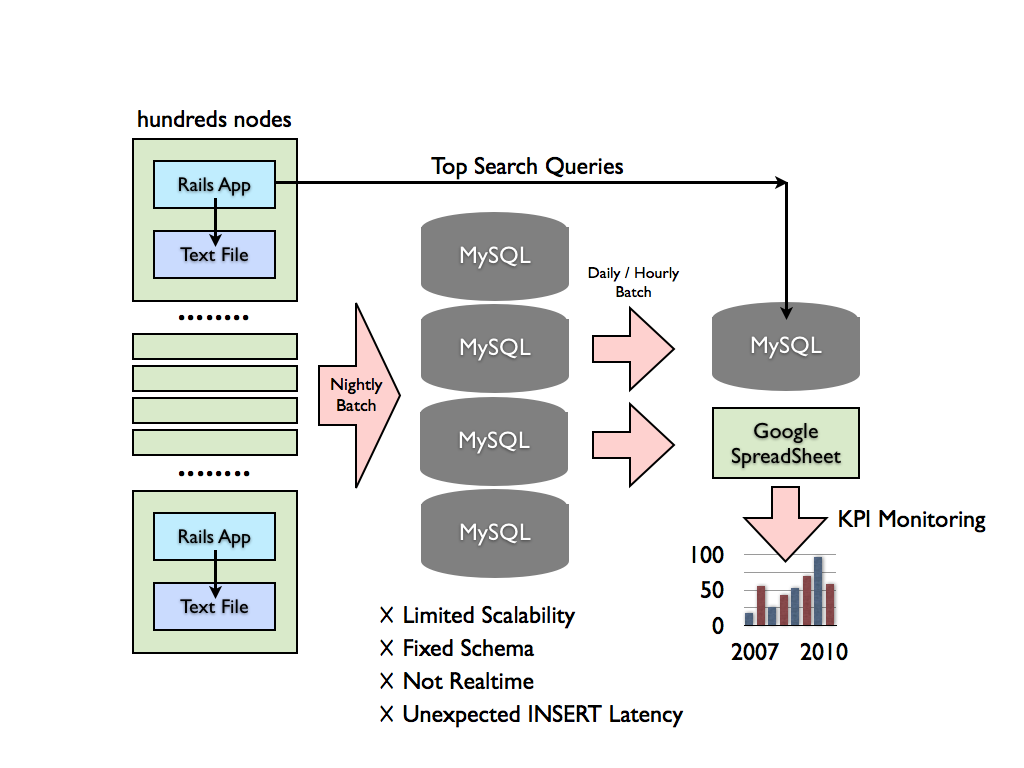 hundreds nodes
Rails App
Text File
........
Nightly
Batch
........
Rails App
Text File
Top Search Queries
MySQL
MySQL
MySQL
MySQL
Daily / Hourly
Batch
MySQL
Google
SpreadSheet
KPI Monitoring
100
50
0
2007 2010
X Limited Scalability
X Fixed Schema
X Not Realtime
X Unexpected INSERT Latency